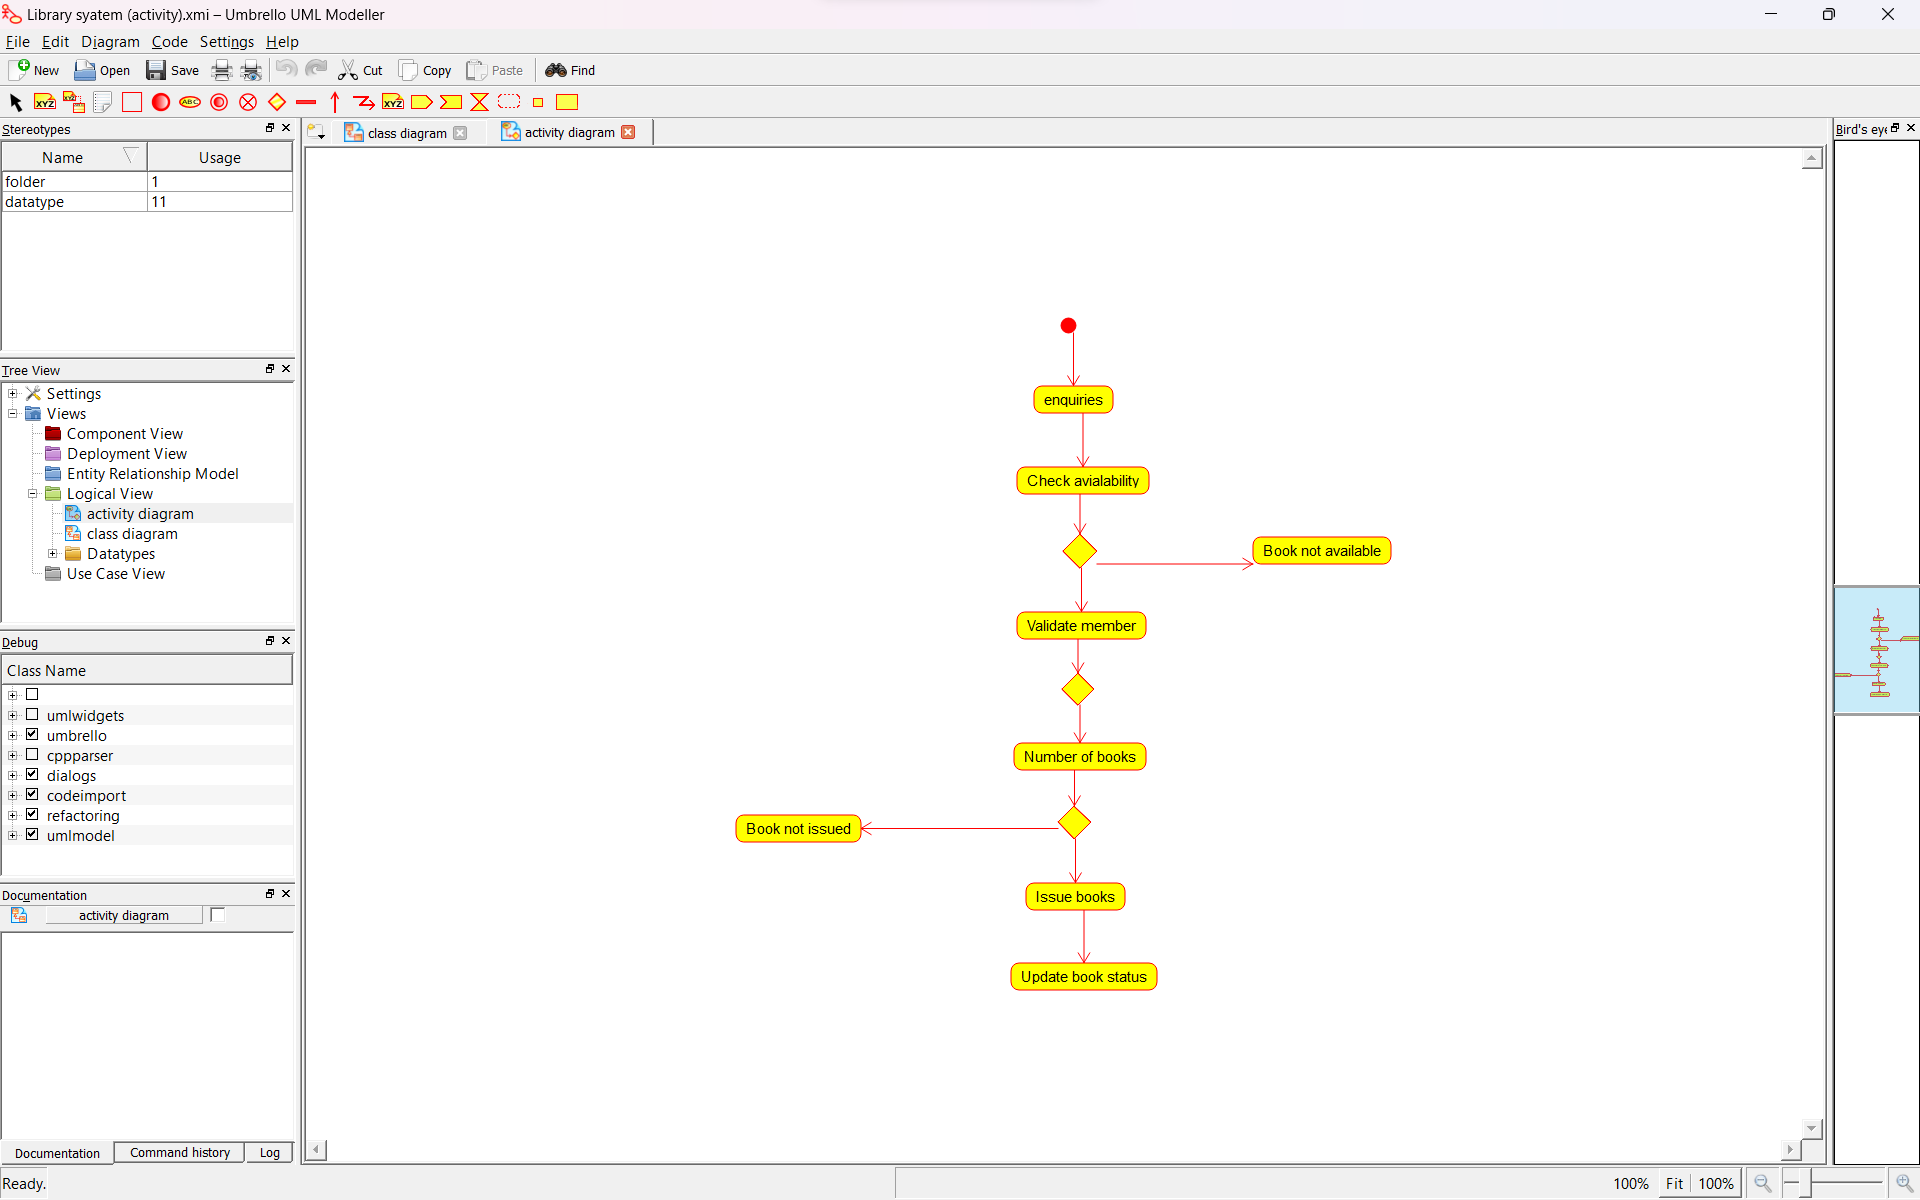 Library syatem (activity).xmi – Umbrello UML Modeller
File Edit Diagram Code Settings Help
New Open Save Cut Copy Paste Find
XYZ XYZ ABC XYZ
Stereotypes
Name Usage
folder 1
datatype 11
Tree View
Settings
Views
Component View
Deployment View
Entity Relationship Model
Logical View
activity diagram
class diagram
Datatypes
Use Case View
Debug
Class Name
umlwidgets
umbrello
cppparser
dialogs
codeimport
refactoring
umlmodel
Documentation
activity diagram
Documentation Command history Log
Ready.
class diagram activity diagram
enquiries
Check avialability
Book not available
Validate member
Number of books
Book not issued
Issue books
Update book status
Bird's eye
100% Fit 100%